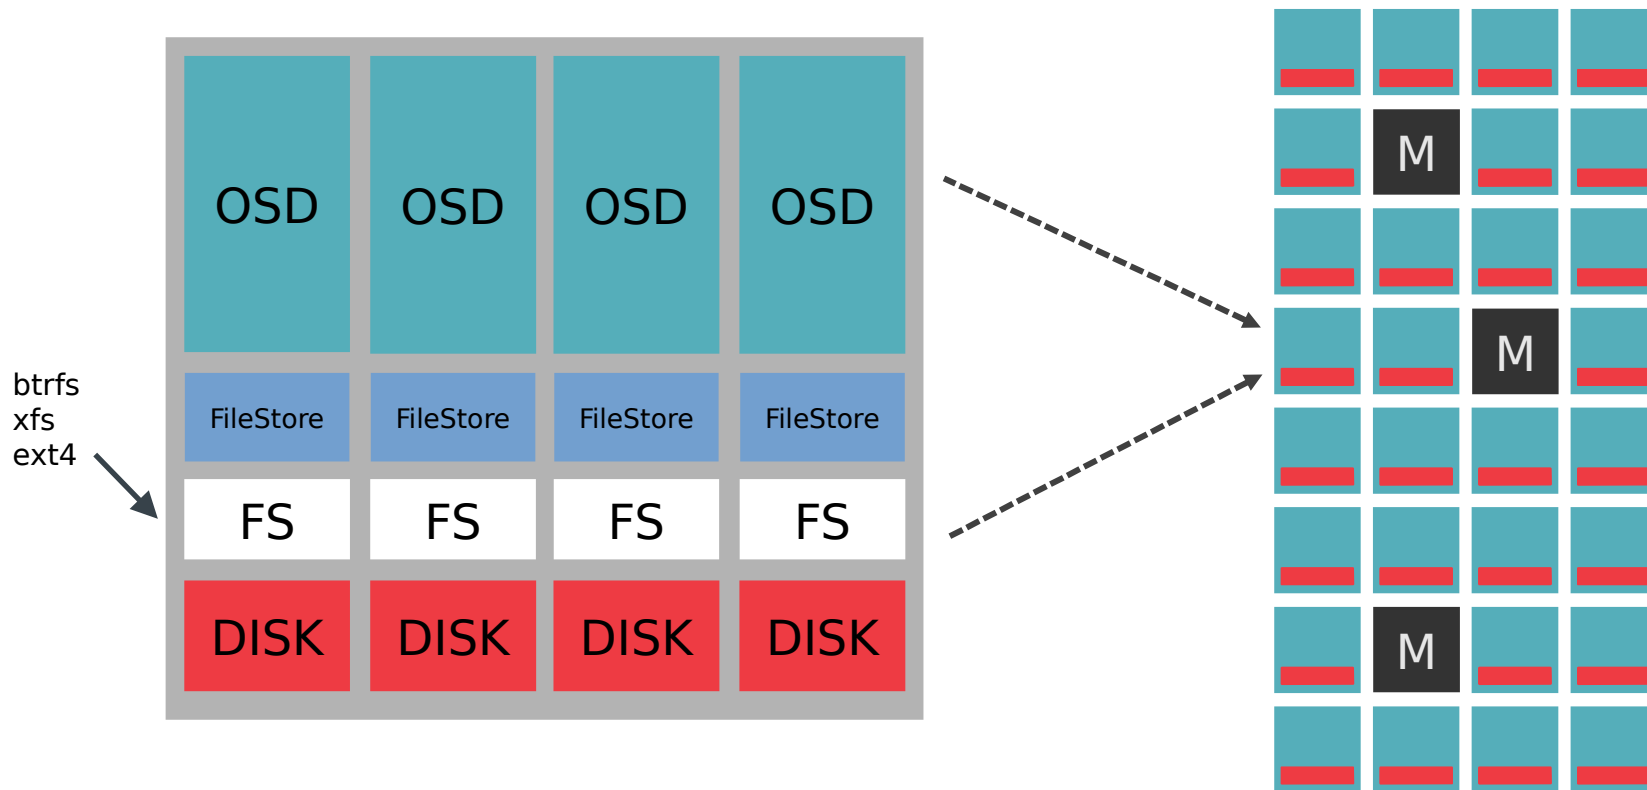 OSD OSD OSD OSD
btrfs
xfs
ext4
FileStore FileStore FileStore FileStore
FS FS FS FS
DISK DISK DISK DISK
M
M
M